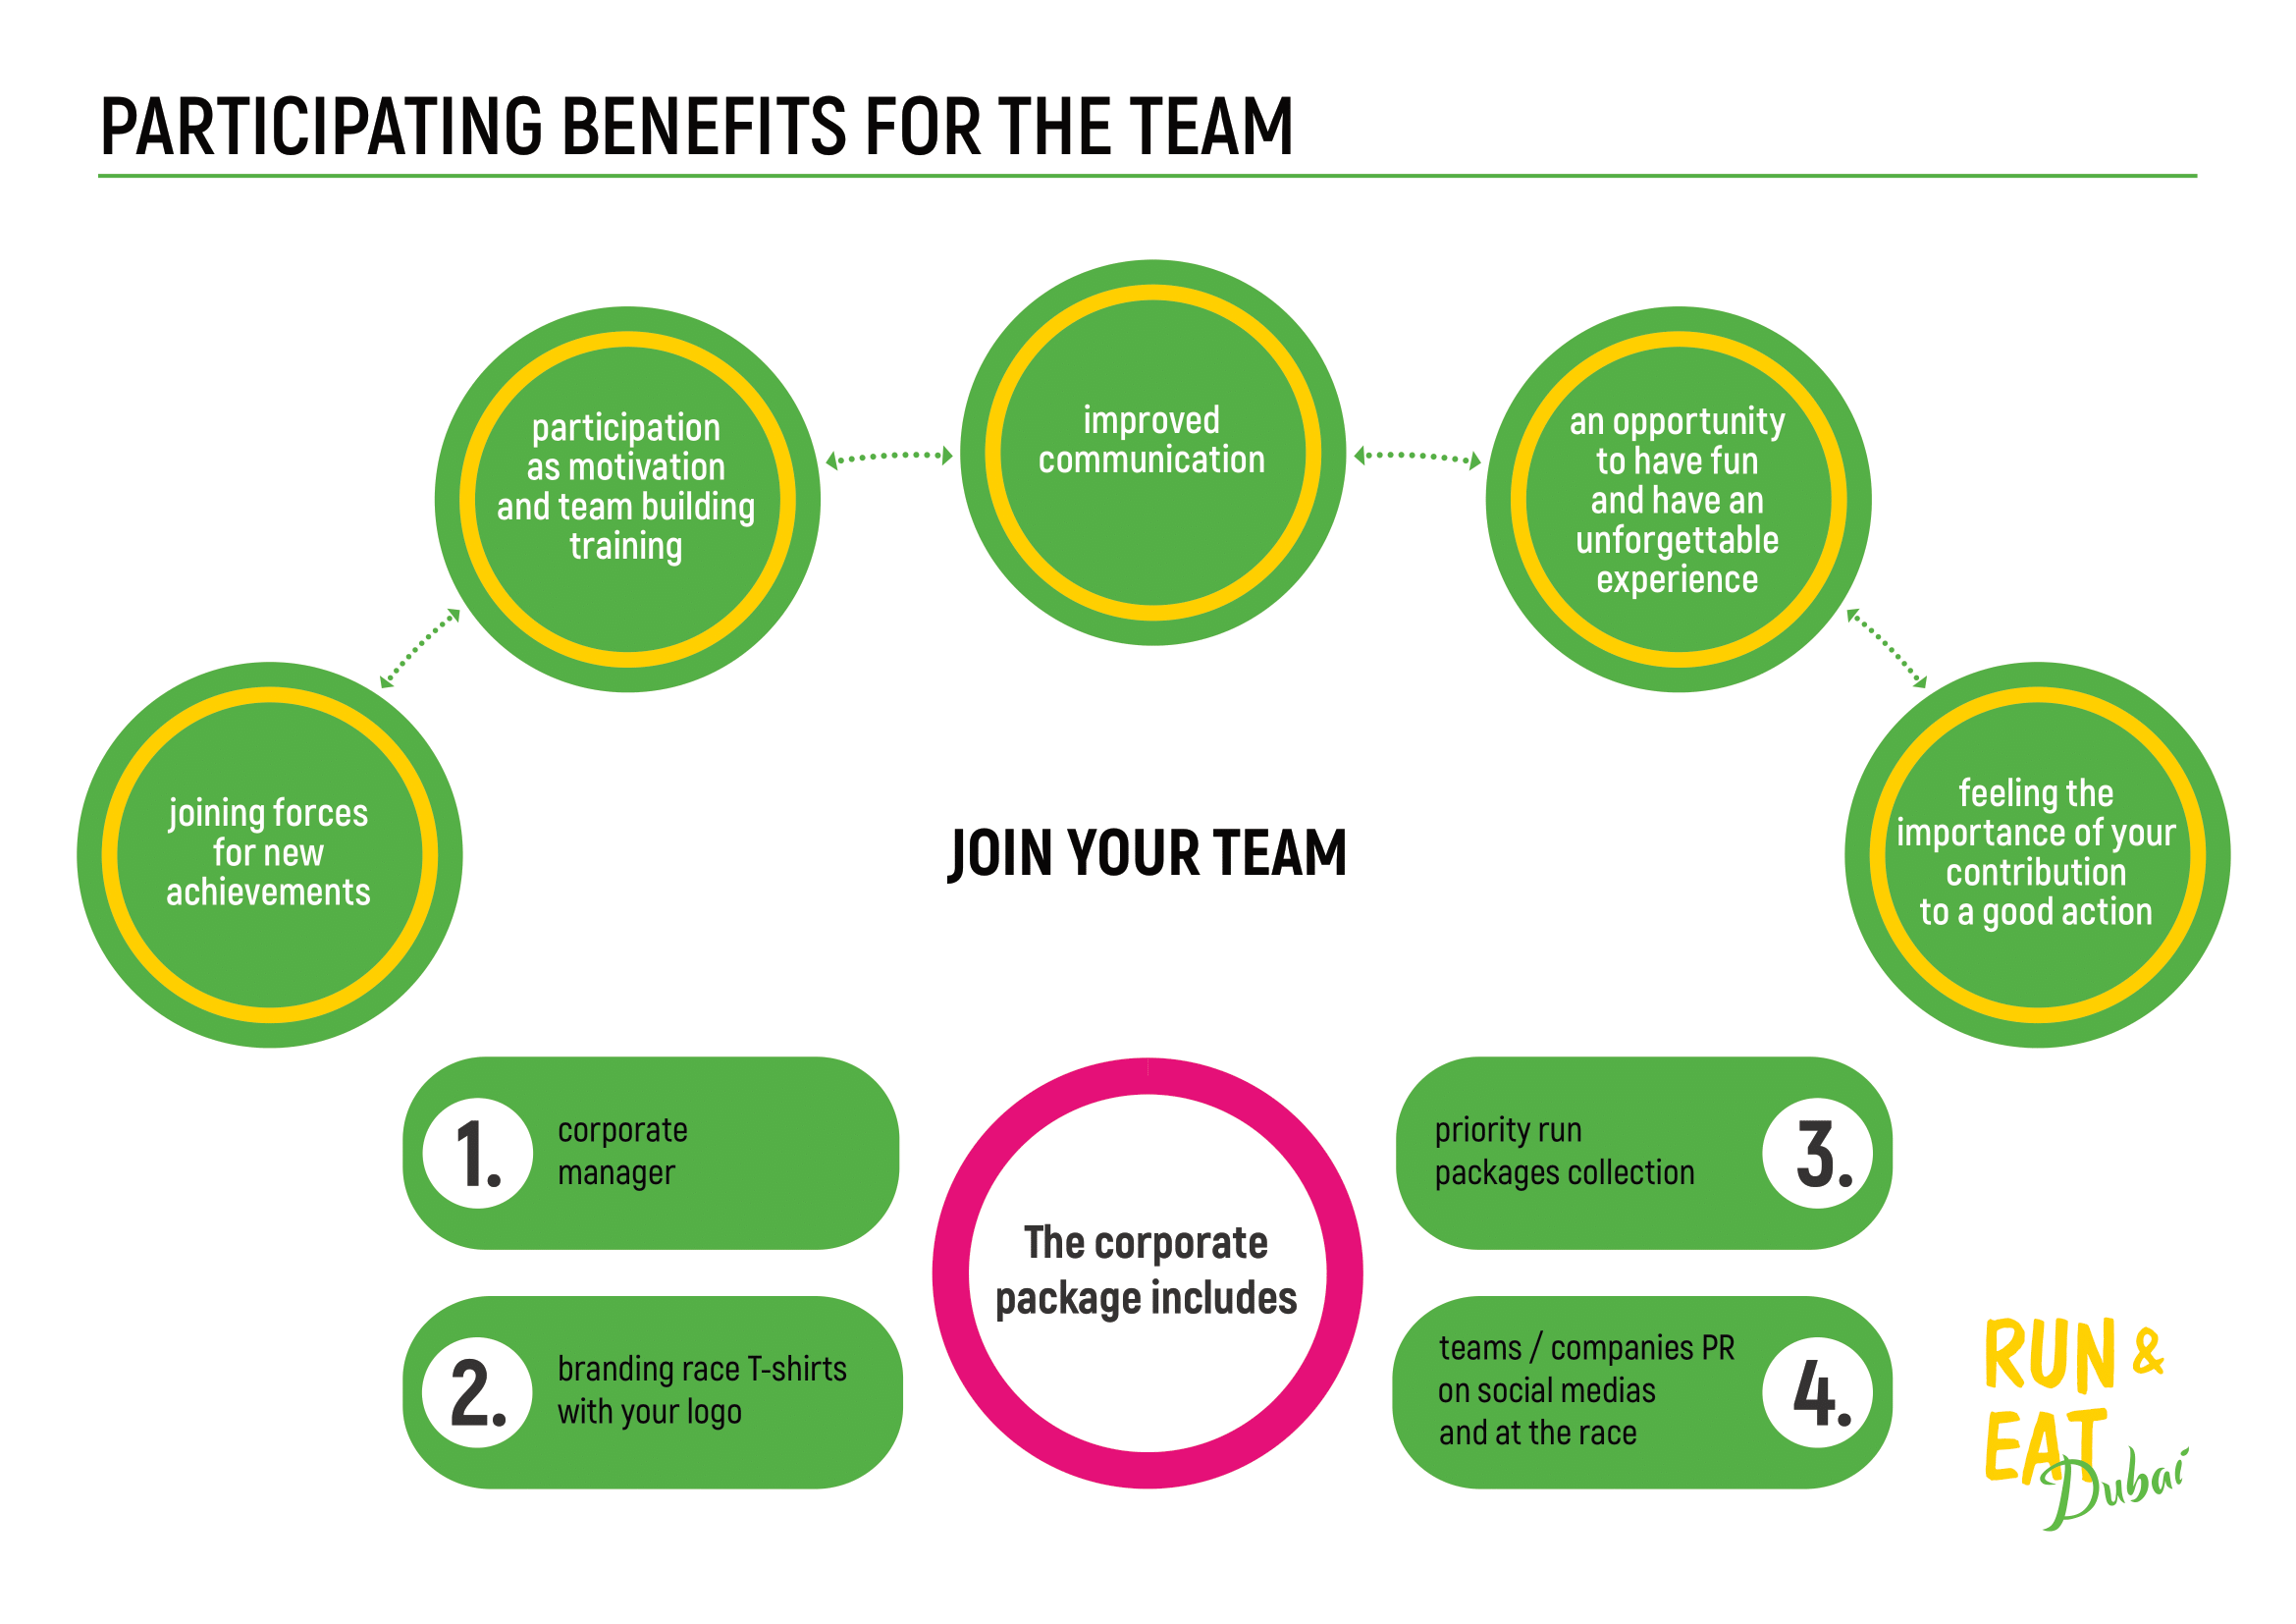 PARTICIPATING BENEFITS FOR THE TEAM
joining forces
for new
achievements
participation
as motivation
and team building
training
improved
communication
an opportunity
to have fun
and have an
unforgettable
experience
feeling the
importance of your
contribution
to a good action
JOIN YOUR TEAM
The corporate
package includes
1.
corporate
manager
2.
branding race T-shirts
with your logo
3.
priority run
packages collection
4.
teams / companies PR
on social medias
and at the race
RUN &
EAT
Dubai